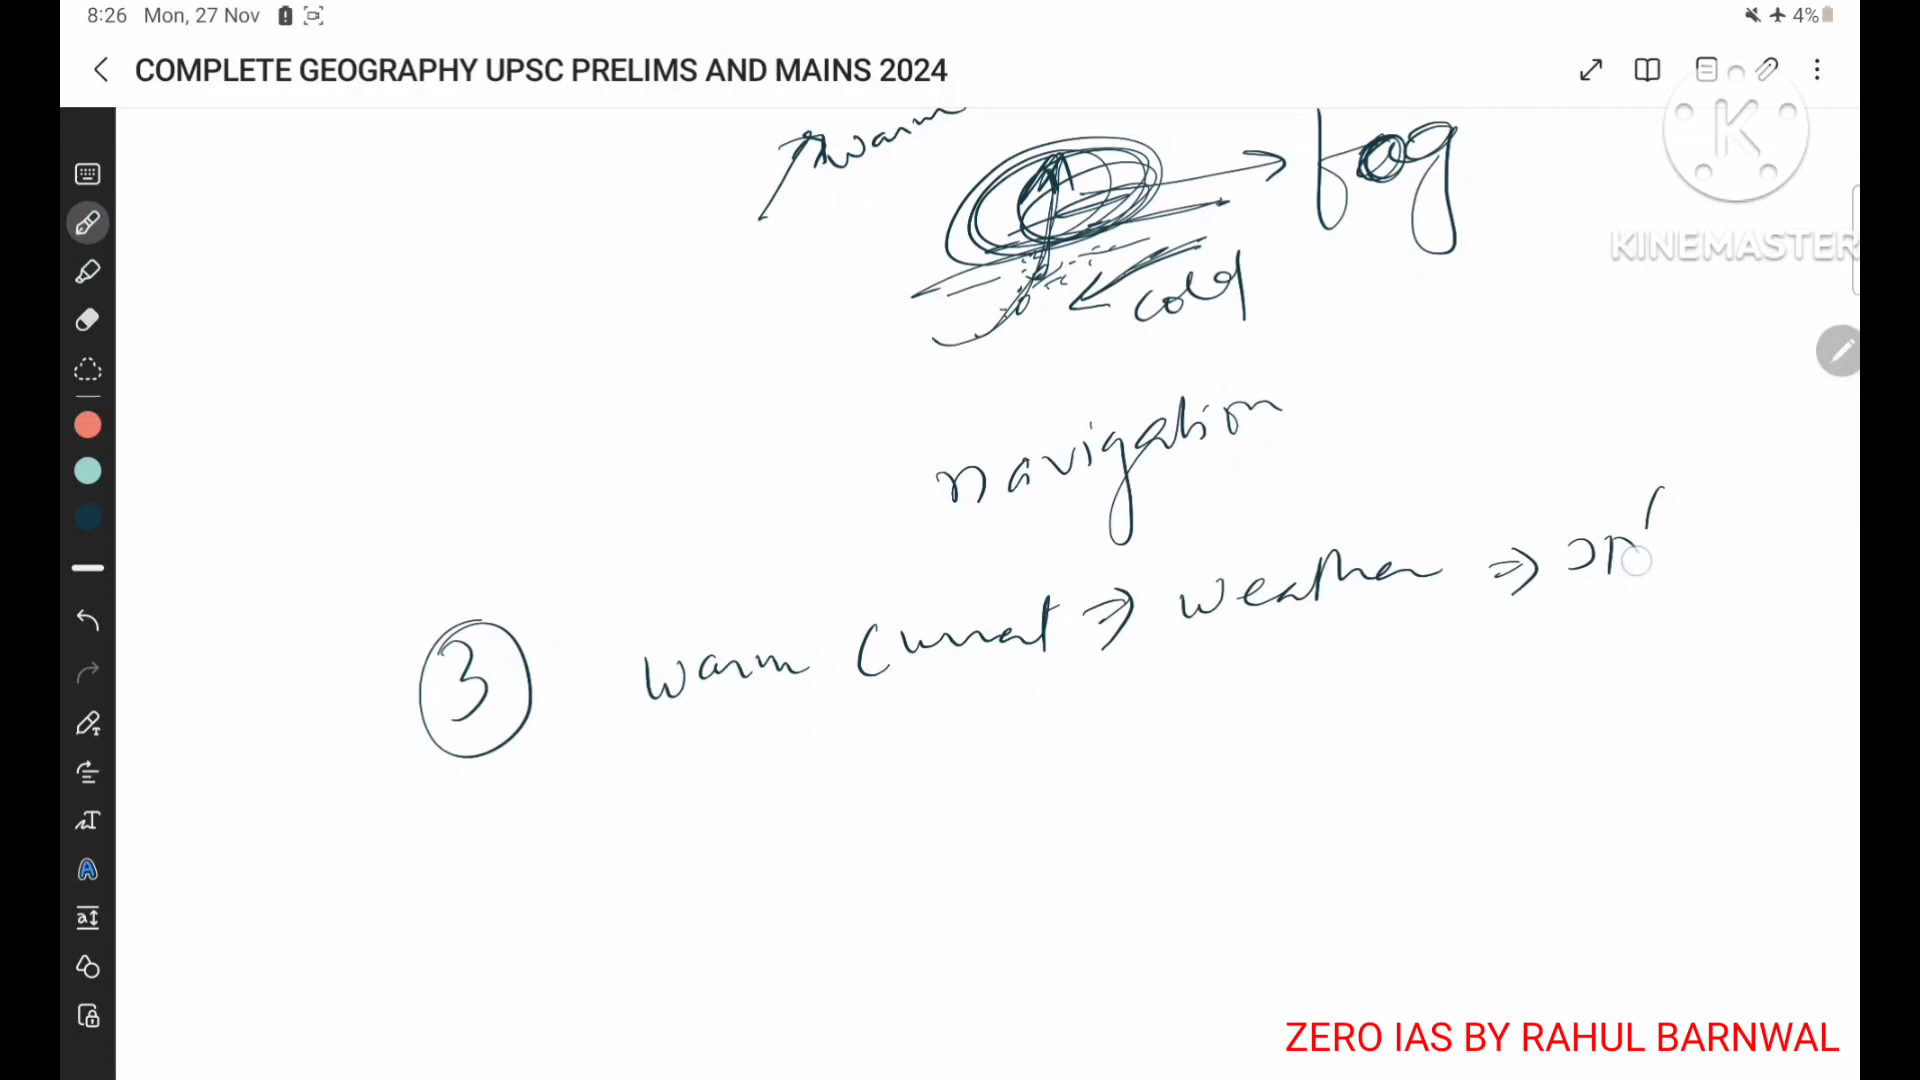 8:26 Mon, 27 Nov
4%
COMPLETE GEOGRAPHY UPSC PRELIMS AND MAINS 2024
K
KINEMASTER
warm
fog
cold
navigation
3 warm current ⇒ weather ⇒
ZERO IAS BY RAHUL BARNWAL